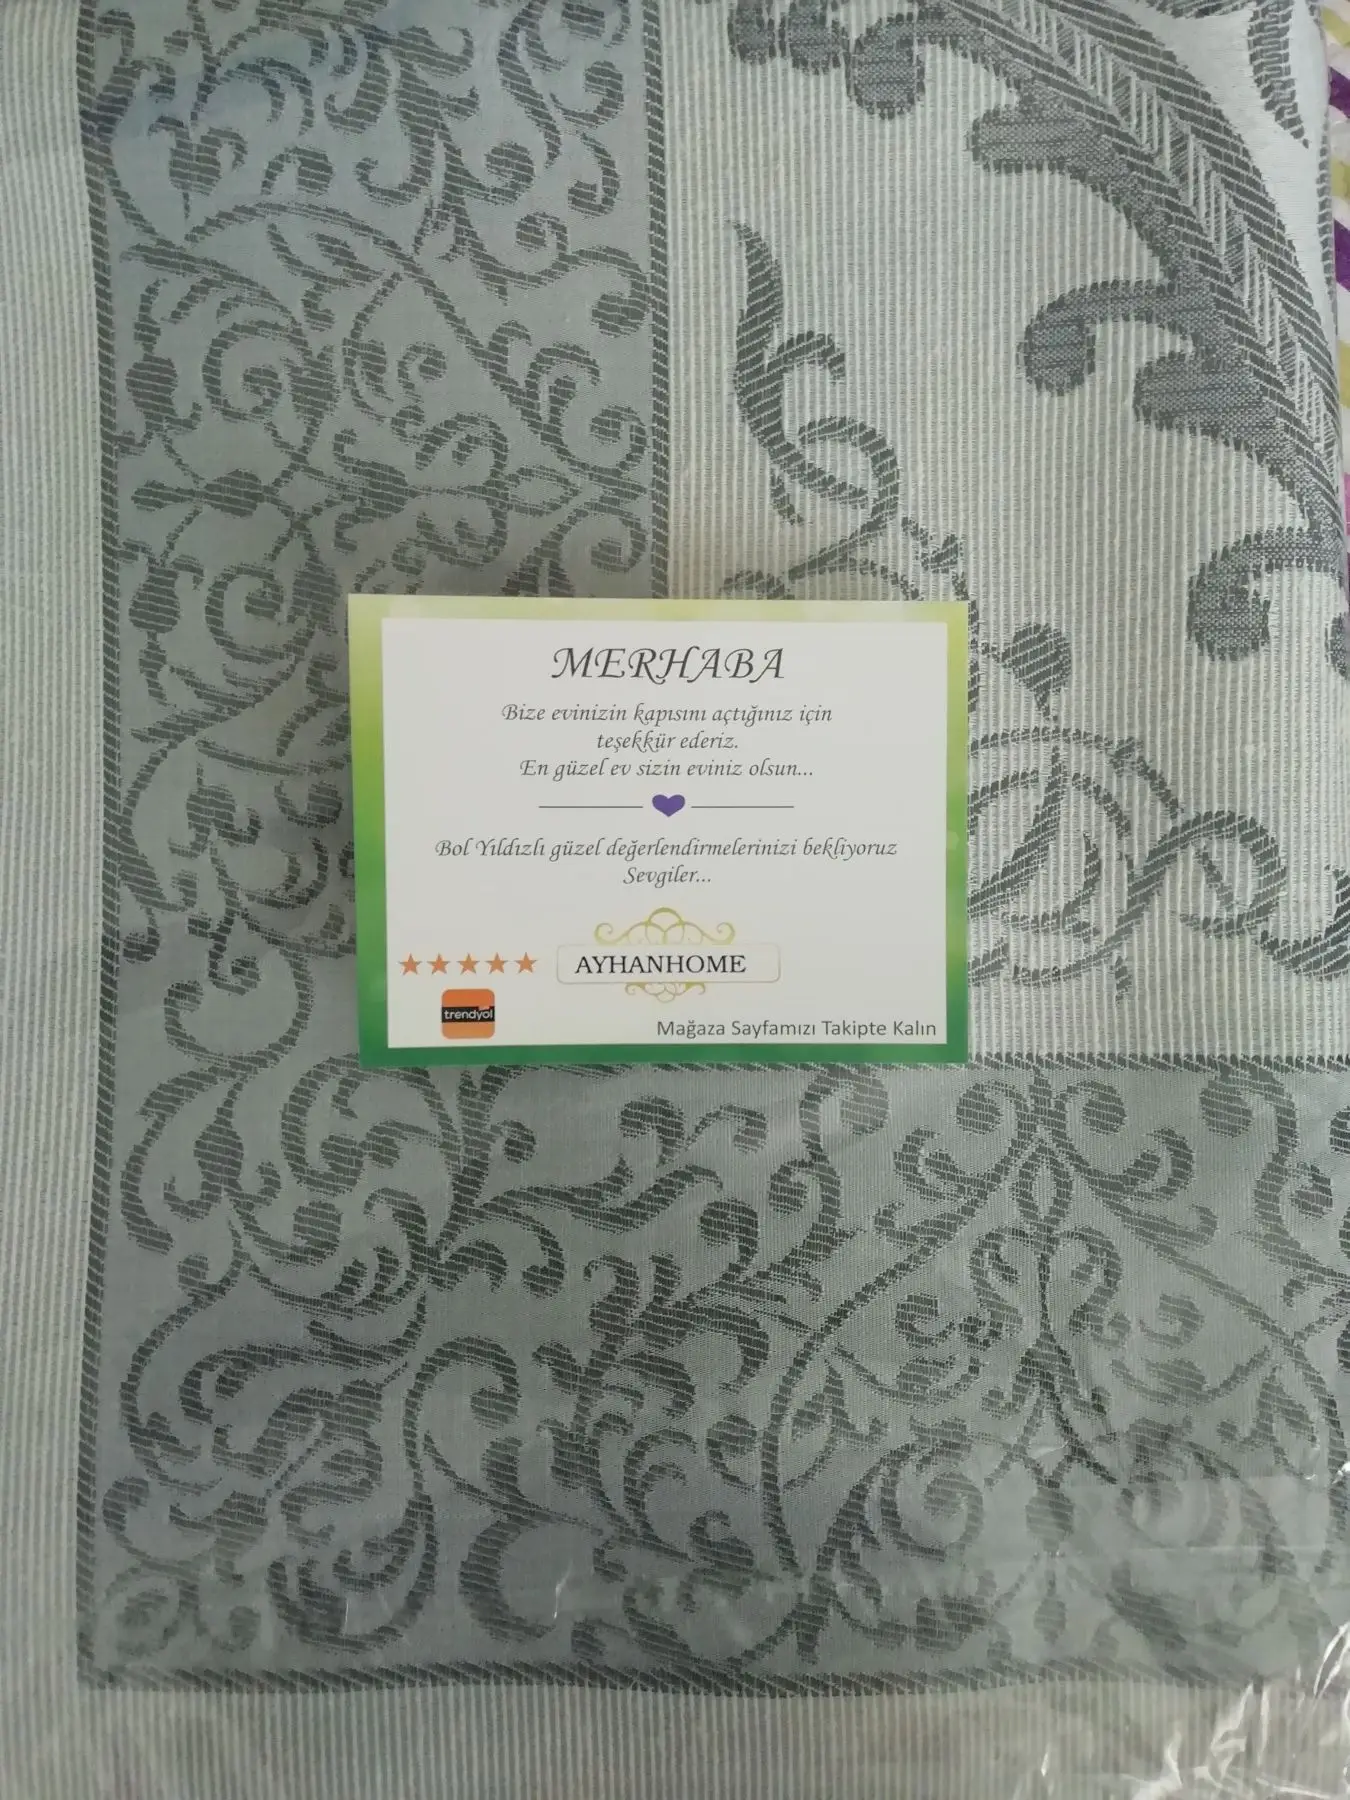 MERHABA
Bize evinizin kapısını açtığınız için
teşekkür ederiz.
En güzel ev sizin eviniz olsun...
Bol Yıldızlı güzel değerlendirmelerinizi bekliyoruz
Sevgiler...
AYHANHOME
trendyol
Mağaza Sayfamızı Takipte Kalın